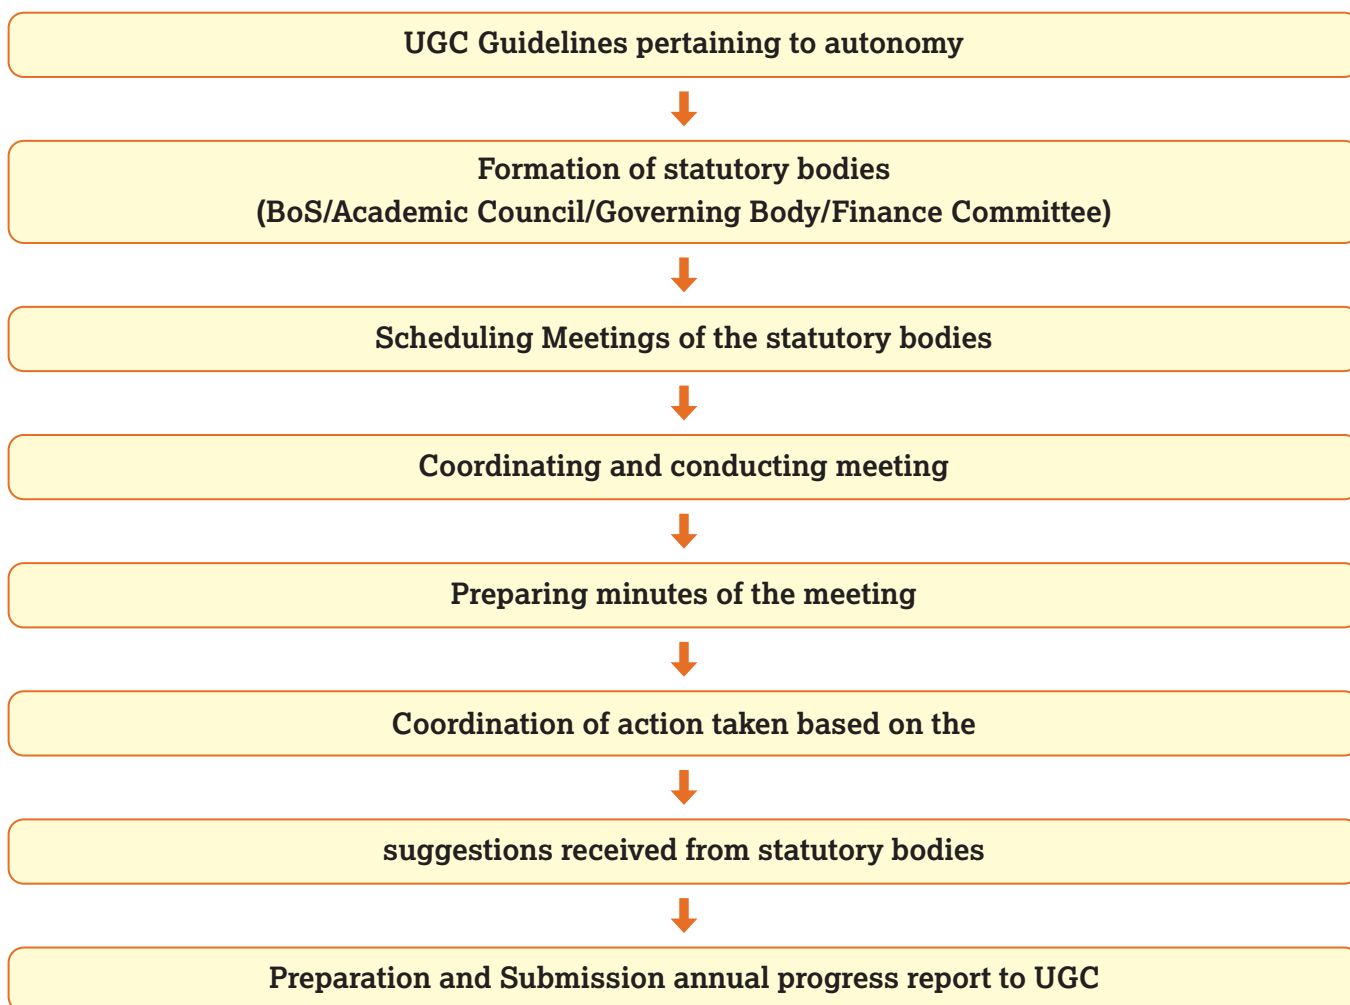 UGC Guidelines pertaining to autonomy
Formation of statutory bodies
(BoS/Academic Council/Governing Body/Finance Committee)
Scheduling Meetings of the statutory bodies
Coordinating and conducting meeting
Preparing minutes of the meeting
Coordination of action taken based on the
suggestions received from statutory bodies
Preparation and Submission annual progress report to UGC